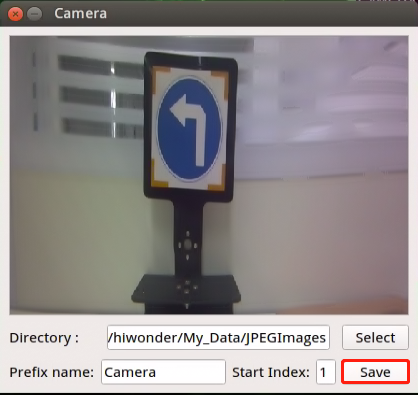 Camera
Directory : /hiwonder/My_Data/JPEGImages Select
Prefix name: Camera Start Index: 1 Save